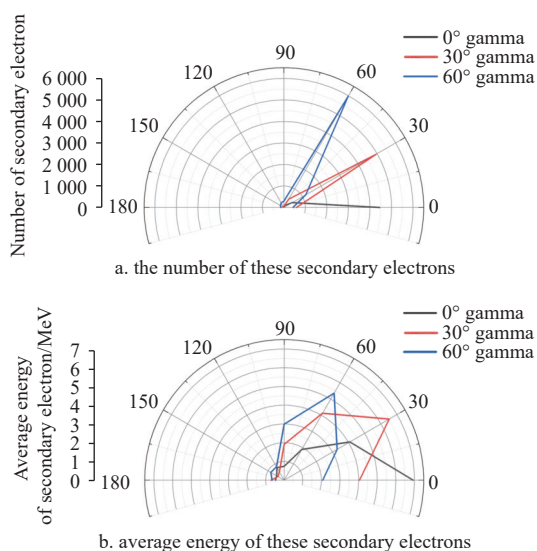 0° gamma
30° gamma
60° gamma
Number of secondary electron
6 000
5 000
4 000
3 000
2 000
1 000
0
180
150
120
90
60
30
0
a. the number of these secondary electrons
0° gamma
30° gamma
60° gamma
Average energy
of secondary electron/MeV
7
6
5
4
3
2
1
0
180
150
120
90
60
30
0
b. average energy of these secondary electrons